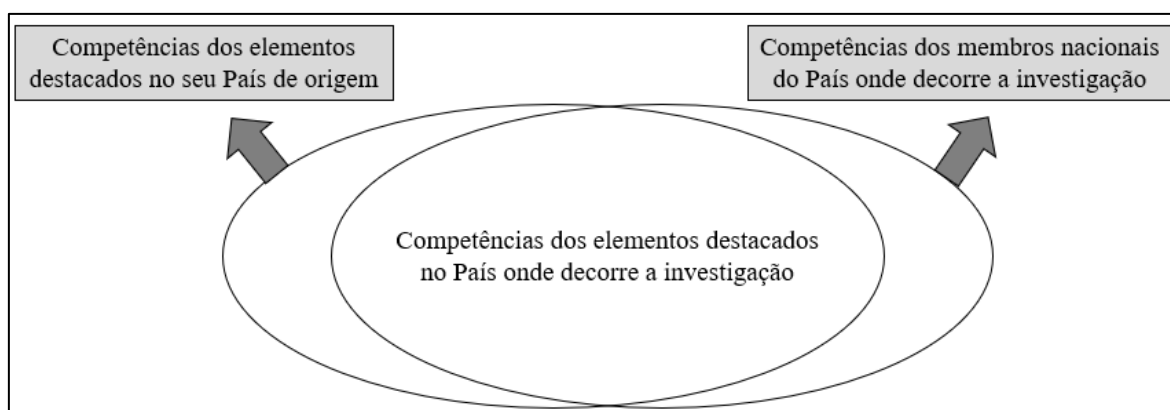 Competências dos elementos
destacados no seu País de origem
Competências dos membros nacionais
do País onde decorre a investigação
Competências dos elementos destacados
no País onde decorre a investigação